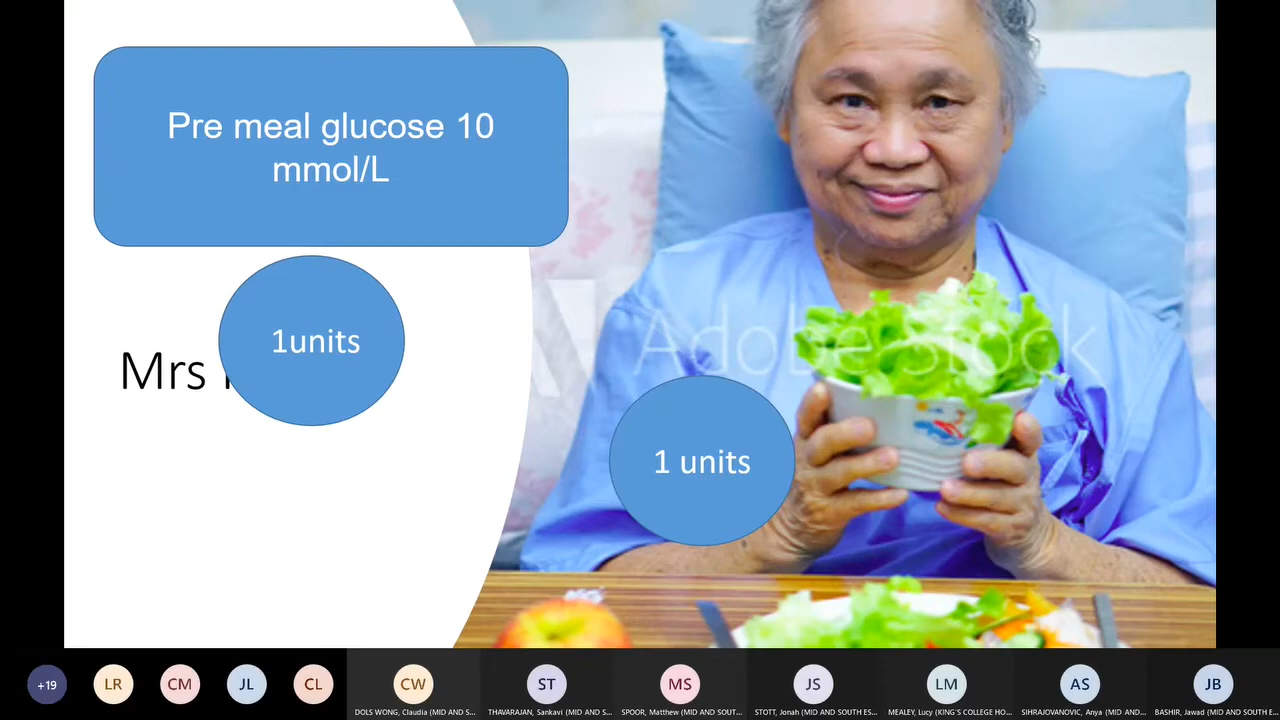 Pre meal glucose 10
mmol/L
1units
Mrs
Adobe Stock
1 units
+19
LR
CM
JL
CL
CW
ST
MS
JS
LM
AS
JB
DOLS WONG, Claudia (MID AND S...
THAVARAJAN, Sankavi (MID AND S...
SPOOR, Matthew (MID AND SOUT...
STOTT, Jonah (MID AND SOUTH ES...
MEALEY, Lucy (KING'S COLLEGE HO...
SIHRAJOVANOVIC, Anya (MID AND...
BASHIR, Jawad (MID AND SOUTH E...